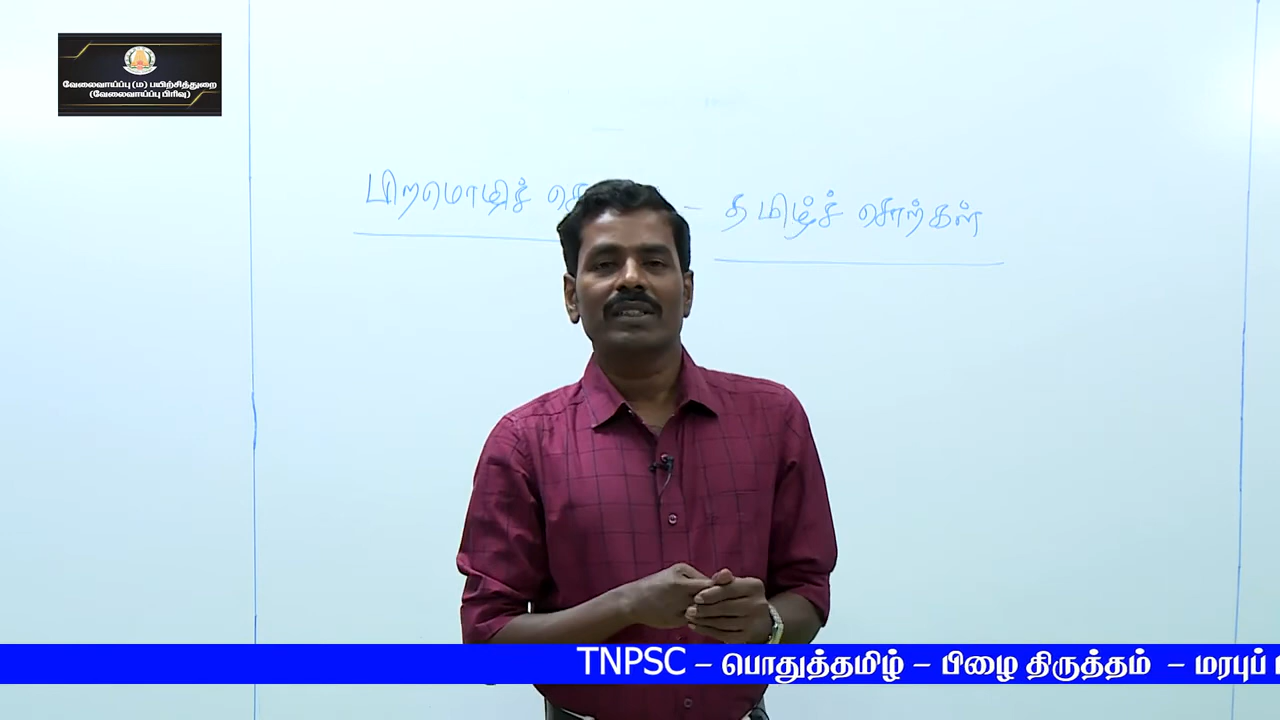 வேலைவாய்ப்பு (ம) பயிற்சித்துறை
(வேலைவாய்ப்பு பிரிவு)
பிறமொழிச் – தமிழ்ச் சொற்கள்
TNPSC – பொதுத்தமிழ் – பிழை திருத்தம் – மரபுப்